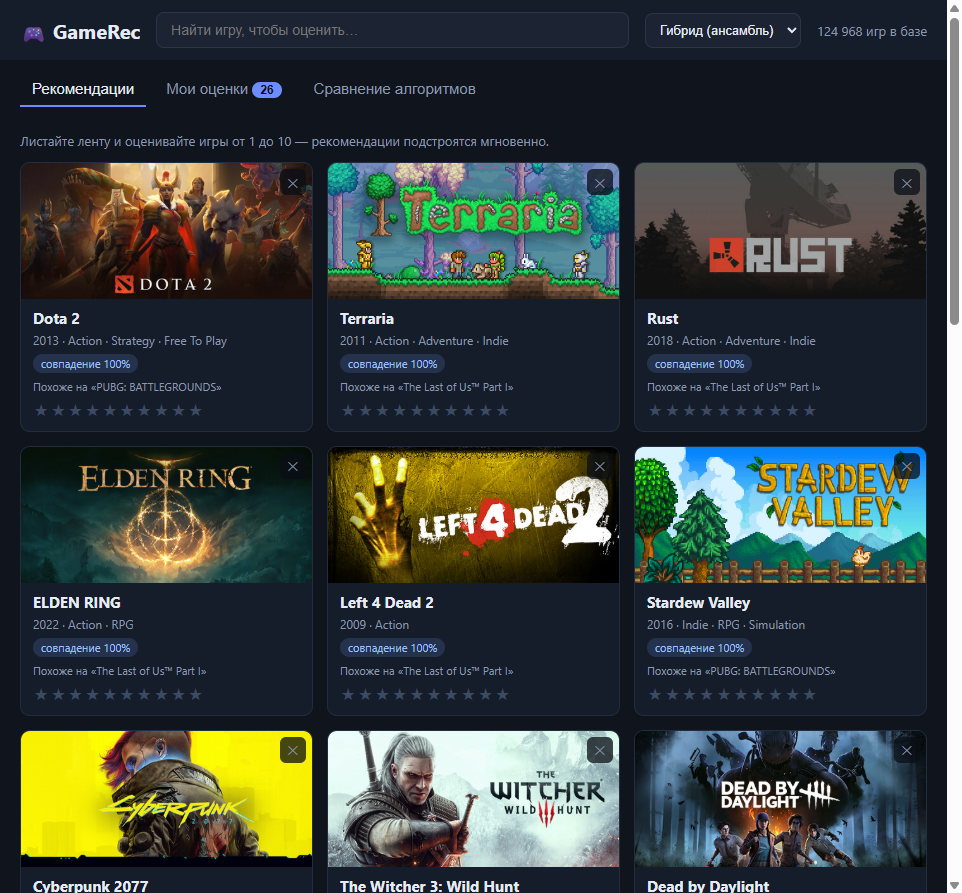 GameRec
Найти игру, чтобы оценить...
Гибрид (ансамбль)
124 968 игр в базе
Рекомендации
Мои оценки 26
Сравнение алгоритмов
Листайте ленту и оценивайте игры от 1 до 10 — рекомендации подстроятся мгновенно.
DOTA 2
Terraria
RUST
Dota 2
2013 · Action · Strategy · Free To Play
совпадение 100%
Похоже на «PUBG: BATTLEGROUNDS»
Terraria
2011 · Action · Adventure · Indie
совпадение 100%
Похоже на «The Last of Us™ Part I»
Rust
2018 · Action · Adventure · Indie
совпадение 100%
Похоже на «The Last of Us™ Part I»
ELDEN RING
LEFT 4 DEAD 2
STARDEW
VALLEY
ELDEN RING
2022 · Action · RPG
совпадение 100%
Похоже на «The Last of Us™ Part I»
Left 4 Dead 2
2009 · Action
совпадение 100%
Похоже на «The Last of Us™ Part I»
Stardew Valley
2016 · Indie · RPG · Simulation
совпадение 100%
Похоже на «PUBG: BATTLEGROUNDS»
Cyberpunk
THE
WITCHER
WILD HUNT
DEAD BY
DAYLIGHT
Cyberpunk 2077
The Witcher 3: Wild Hunt
Dead by Daylight